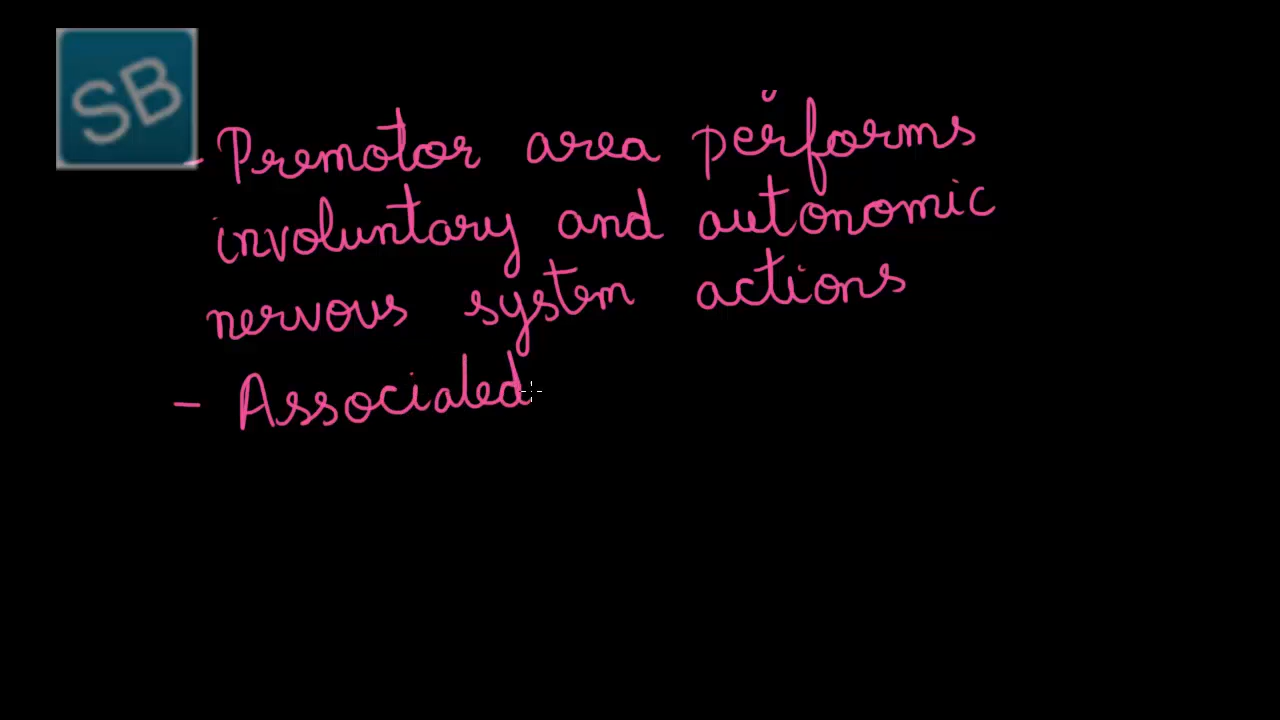 SB
- Premotor area performs
involuntary and autonomic
nervous system actions
- Associated